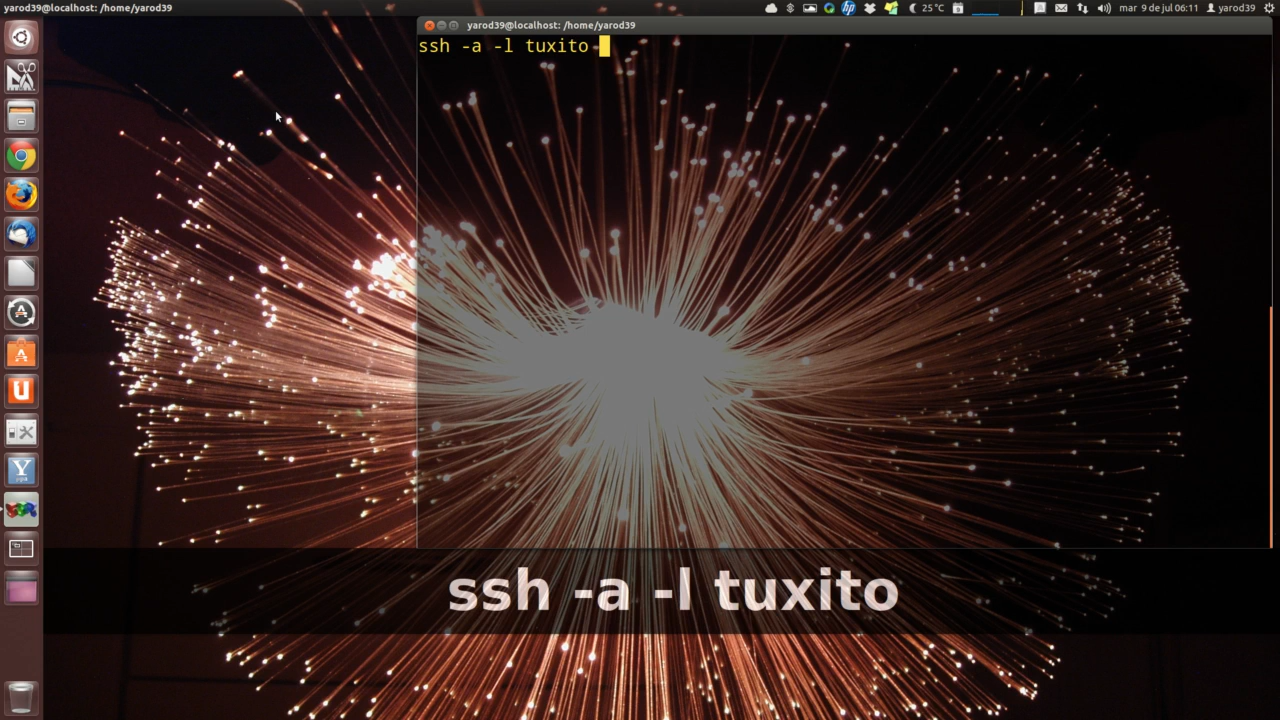 yarod39@localhost: /home/yarod39
25°C
mar 9 de jul 06:11
yarod39
yarod39@localhost: /home/yarod39
ssh -a -l tuxito
ssh -a -l tuxito